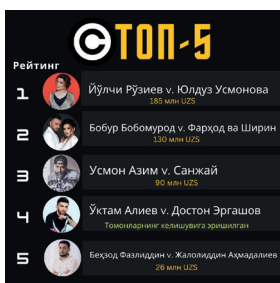 © ТОП-5
Рейтинг
1 Йўлчи Рўзиев v. Юлдуз Усмонова
185 млн UZS
2 Бобур Бобомурод v. Фарҳод ва Ширин
130 млн UZS
3 Усмон Азим v. Санжай
90 млн UZS
4 Ўктам Алиев v. Достон Эргашов
Томонларнинг келишувига эришилган
5 Беҳзод Фазлиддин v. Жалолиддин Аҳмадалиев
26 млн UZS